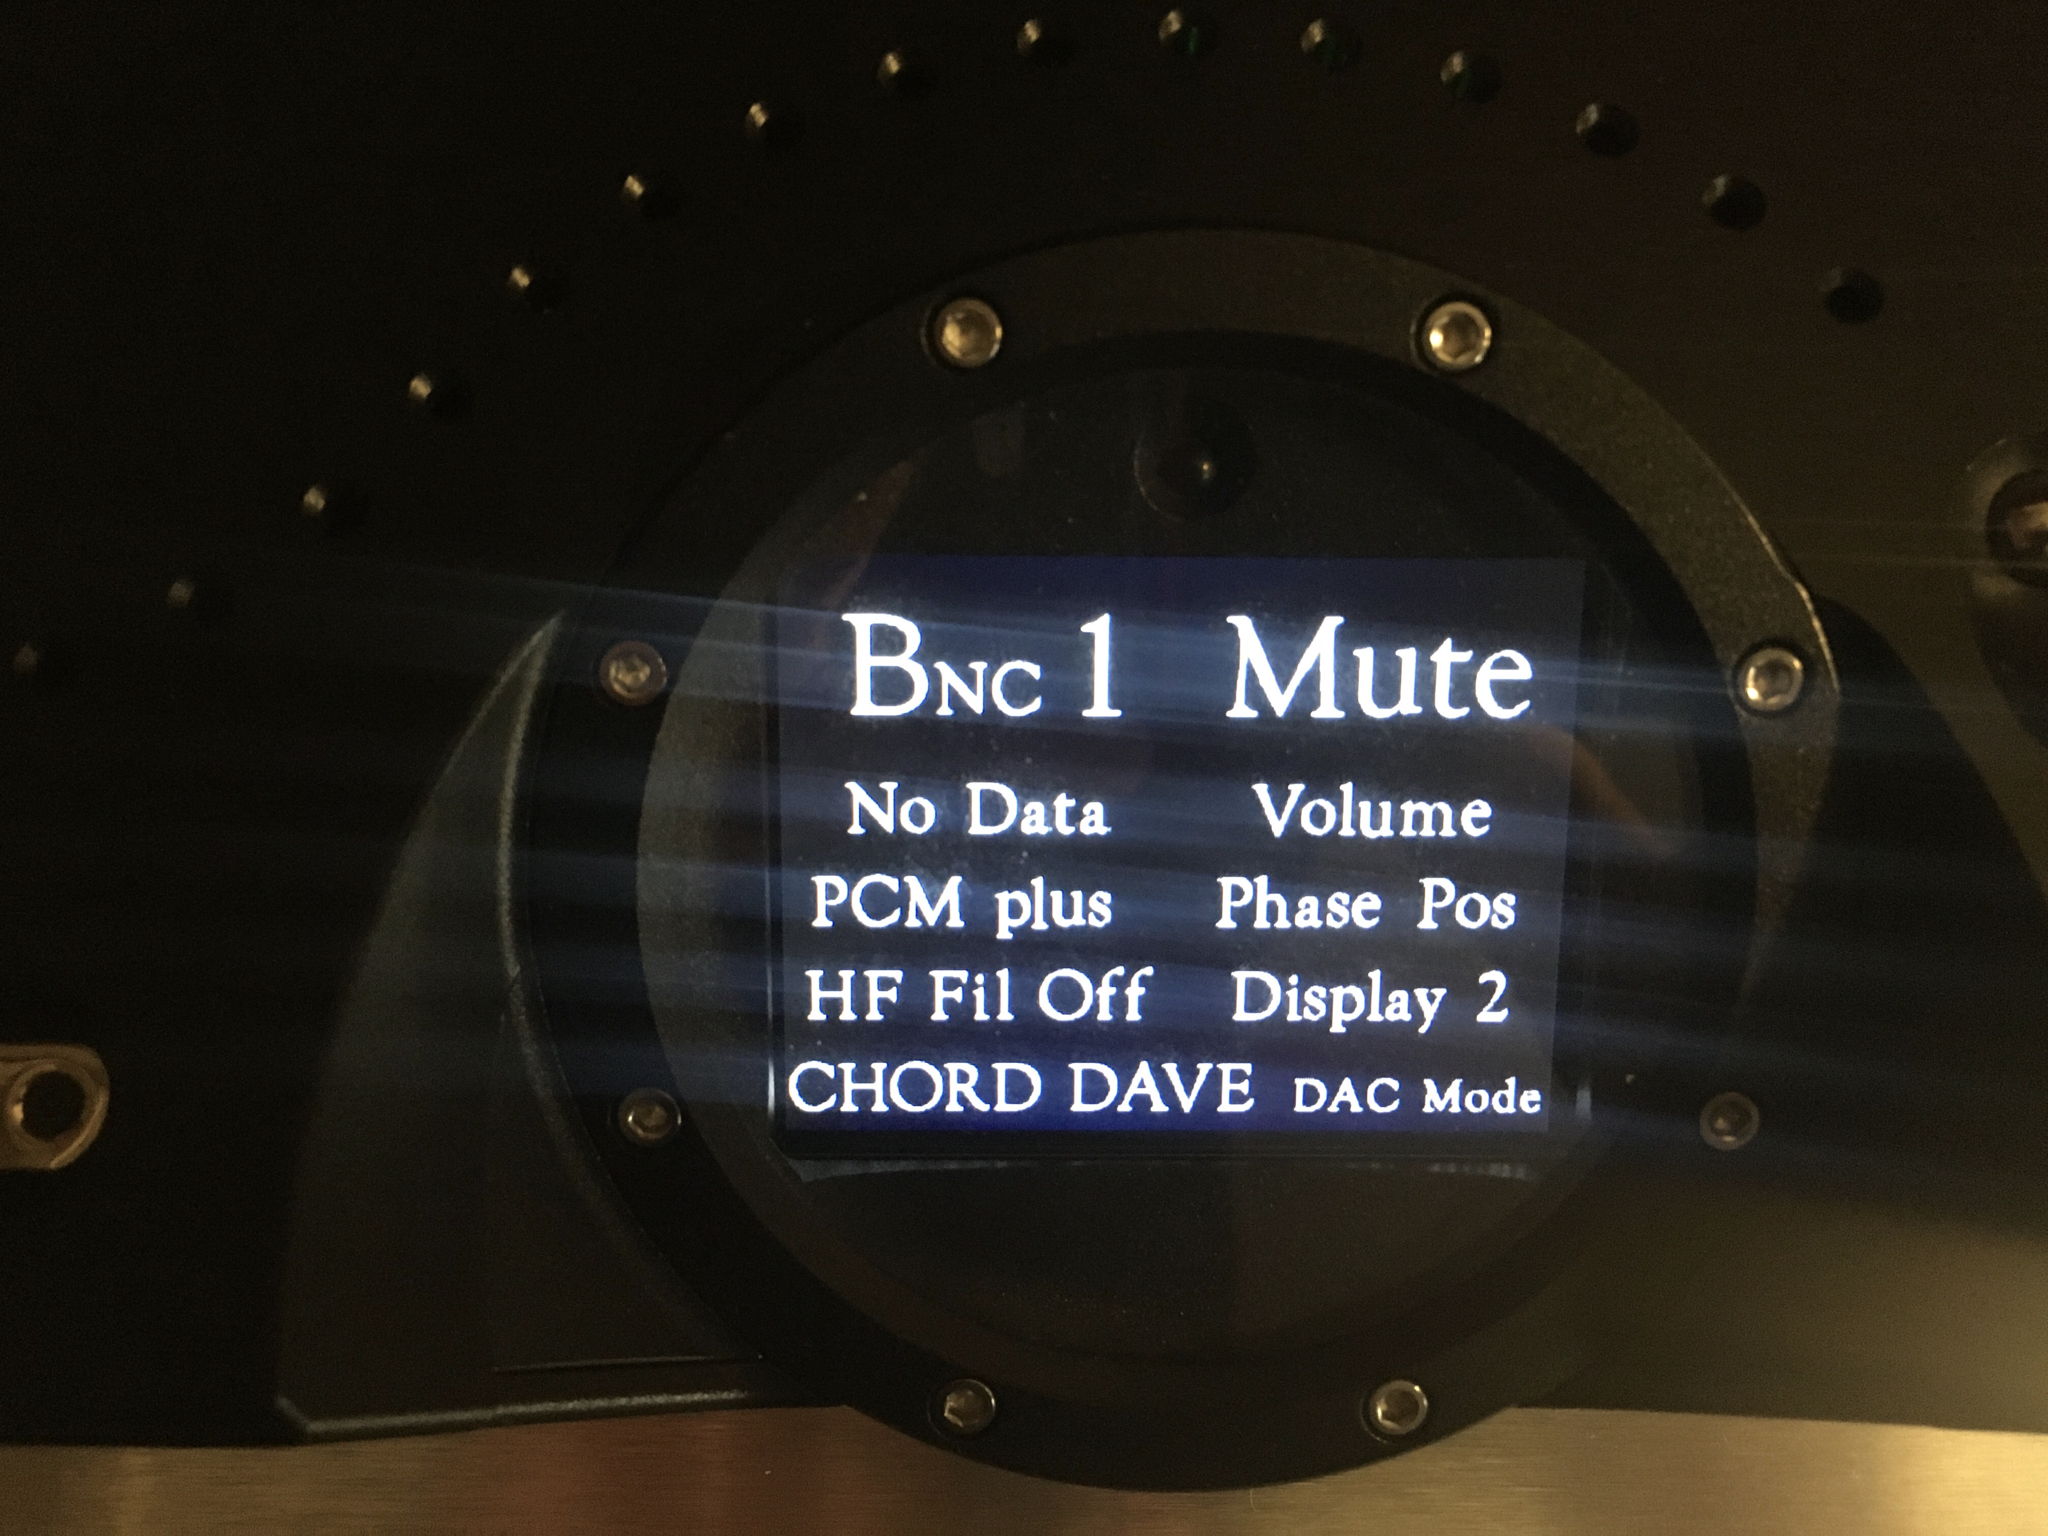 BNC 1 Mute
No Data Volume
PCM plus Phase Pos
HF Fil Off Display 2
CHORD DAVE DAC Mode